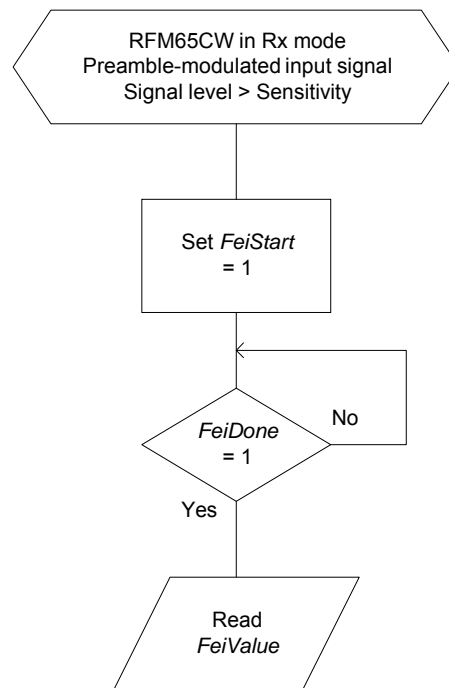 RFM65CW in Rx mode
Preamble-modulated input signal
Signal level > Sensitivity
Set FeiStart
= 1
FeiDone
= 1
No
Yes
Read
FeiValue